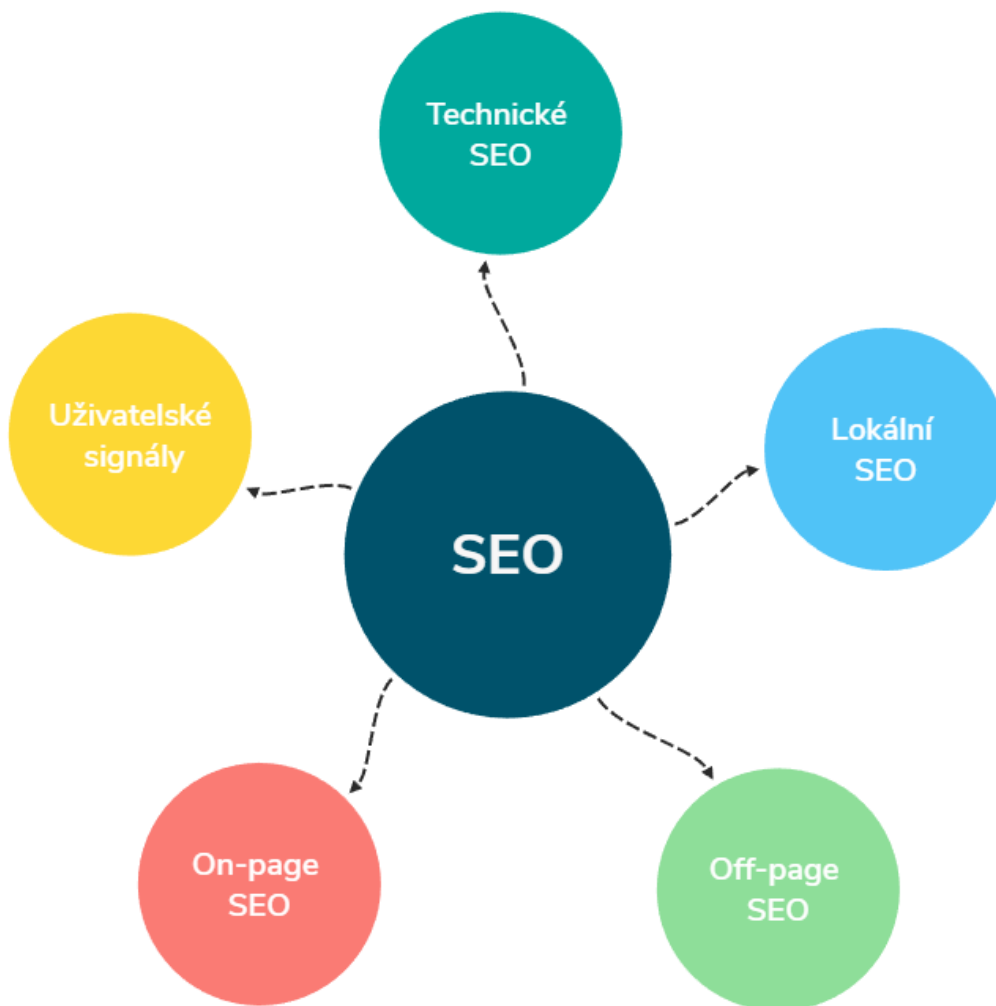 Technické
SEO
Uživatelské
signály
Lokální
SEO
SEO
On-page
SEO
Off-page
SEO